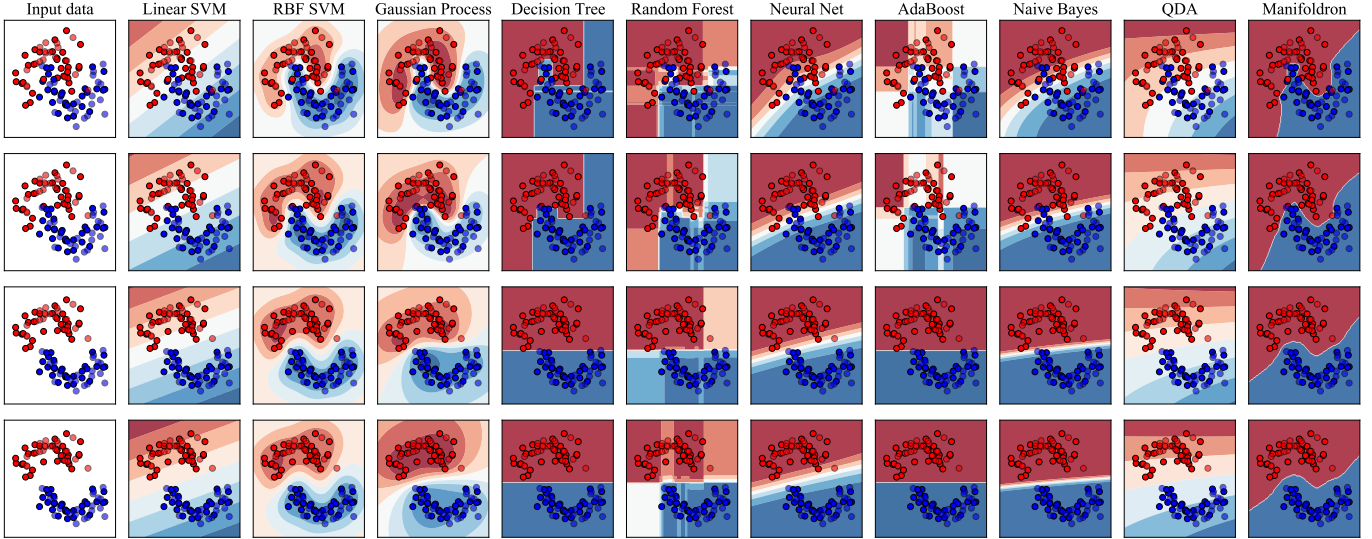 Input data Linear SVM RBF SVM Gaussian Process Decision Tree Random Forest Neural Net AdaBoost Naive Bayes QDA Manifoldron